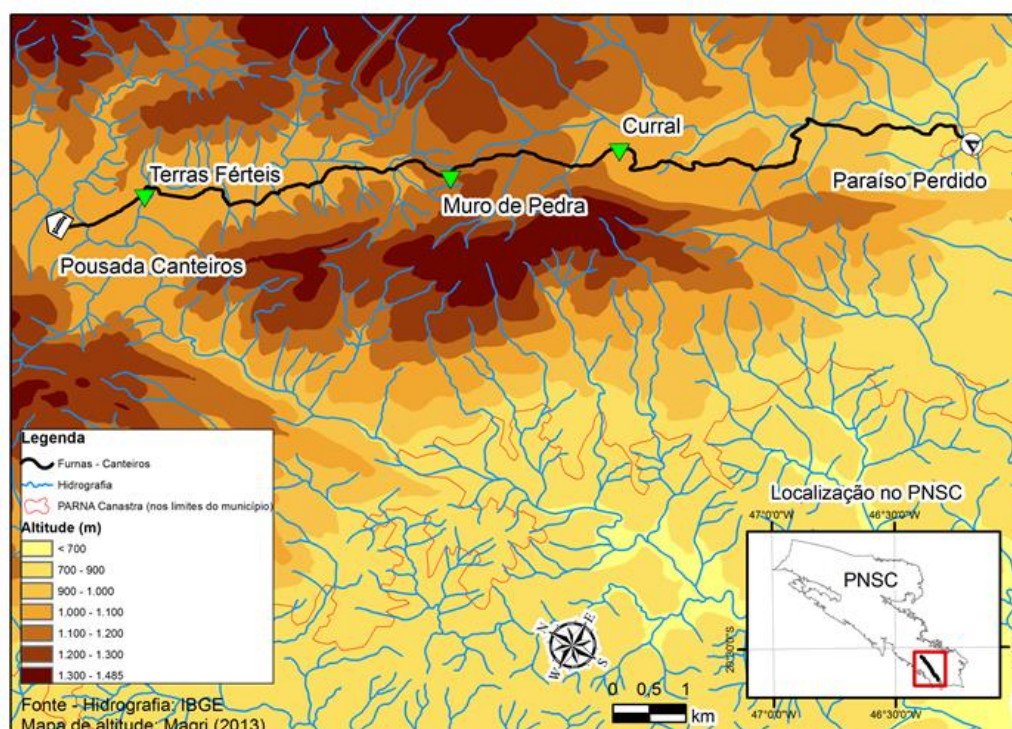 Curral
Terras Férteis
Paraíso Perdido
Muro de Pedra
Pousada Canteiros
Legenda
Furnas - Canteiros
Hidrografia
PARNA Canastra (nos limites do município)
Altitude (m)
< 700
700 - 900
900 - 1.000
1.000 - 1.100
1.100 - 1.200
1.200 - 1.300
1.300 - 1.485
Fonte - Hidrografia: IBGE
Mapa de altitude: Magri (2013)
N E
W S
0 0,5 1
km
Localização no PNSC
47°0'0"W 46°30'0"W
PNSC
47°0'0"W 46°30'0"W